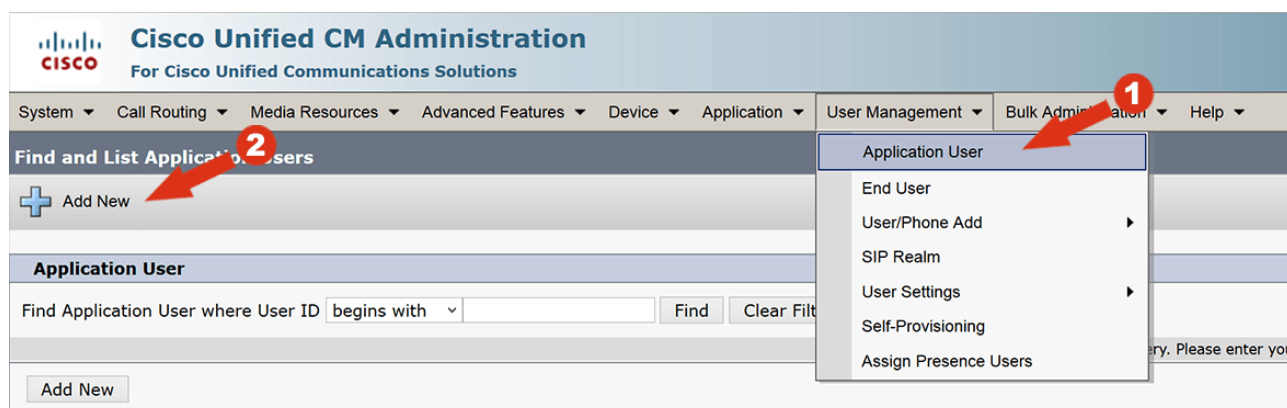 Cisco Unified CM Administration
CISCO
For Cisco Unified Communications Solutions
System Call Routing Media Resources Advanced Features Device Application User Management Bulk Administration Help
1
2
Find and List Application Users
Application User
Add New
End User
User/Phone Add
SIP Realm
Application User
Find Application User where User ID begins with Find Clear Filt
User Settings
Self-Provisioning
ery. Please enter you
Assign Presence Users
Add New